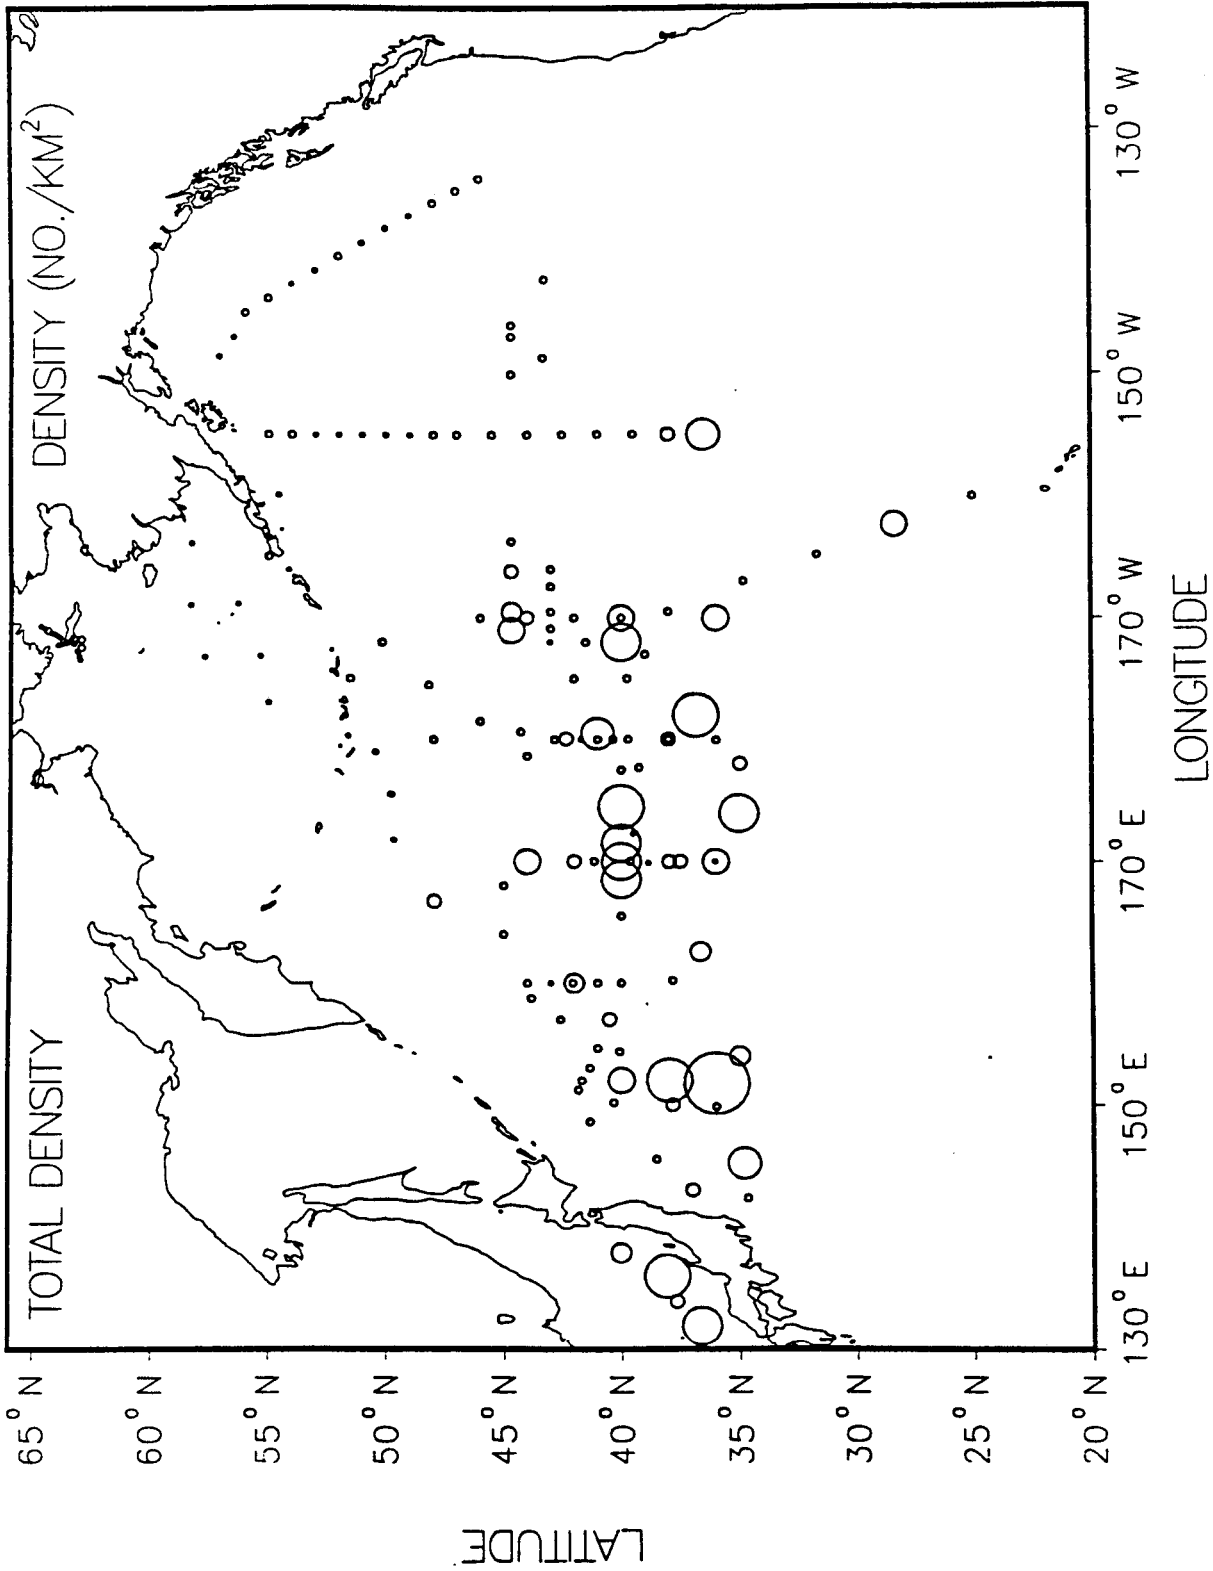 TOTAL DENSITY
DENSITY (NO./KM²)
65° N
60° N
55° N
50° N
45° N
40° N
35° N
30° N
25° N
20° N
LATITUDE
130° E
150° E
170° E
170° W
150° W
130° W
LONGITUDE